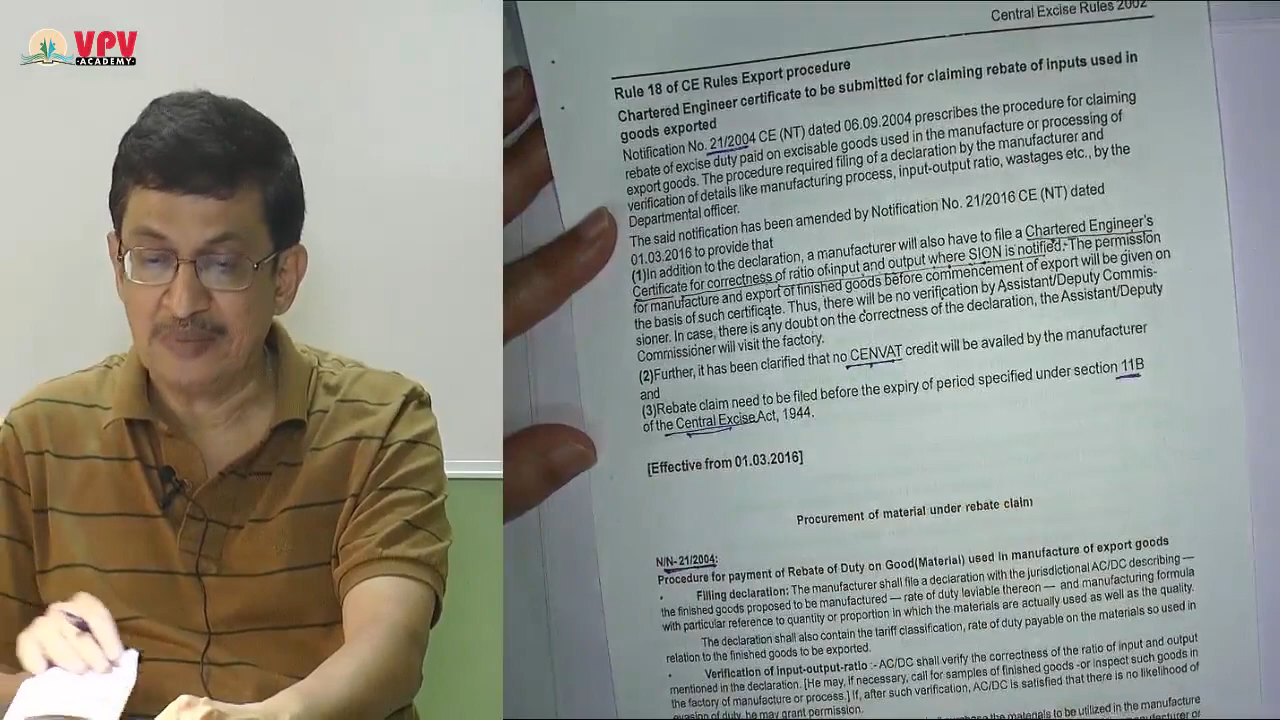 VPV
ACADEMY
Central Excise Rules 2002
Rule 18 of CE Rules Export procedure
Chartered Engineer certificate to be submitted for claiming rebate of inputs used in
goods exported
Notification No. 21/2004 CE (NT) dated 06.09.2004 prescribes the procedure for claiming
rebate of excise duty paid on excisable goods used in the manufacture or processing of
export goods. The procedure required filing of a declaration by the manufacturer and
verification of details like manufacturing process, input-output ratio, wastages etc., by the
Departmental officer.
The said notification has been amended by Notification No. 21/2016 CE (NT) dated
01.03.2016 to provide that
(1)In addition to the declaration, a manufacturer will also have to file a Chartered Engineer's
Certificate for correctness of ratio of input and output where SION is notified. The permission
for manufacture and export of finished goods before commencement of export will be given on
the basis of such certificate. Thus, there will be no verification by Assistant/Deputy Commis-
sioner. In case, there is any doubt on the correctness of the declaration, the Assistant/Deputy
Commissioner will visit the factory.
(2)Further, it has been clarified that no CENVAT credit will be availed by the manufacturer
and
(3)Rebate claim need to be filed before the expiry of period specified under section 11B
of the Central Excise Act, 1944.
[Effective from 01.03.2016]
Procurement of material under rebate claim
N/N- 21/2004:
Procedure for payment of Rebate of Duty on Good(Material) used in manufacture of export goods
• Filling declaration: The manufacturer shall file a declaration with the jurisdictional AC/DC describing —
the finished goods proposed to be manufactured — rate of duty leviable thereon — and manufacturing formula
with particular reference to quantity or proportion in which the materials are actually used as well as the quality.
The declaration shall also contain the tariff classification, rate of duty payable on the materials so used in
relation to the finished goods to be exported.
• Verification of Input-output-ratio :- AC/DC shall verify the correctness of the ratio of input and output
mentioned in the declaration. [He may, if necessary, call for samples of finished goods -or inspect such goods in
the factory of manufacture or process.] If, after such verification, AC/DC is satisfied that there is no likelihood of
evasion of duty, he may grant permission.
the materials to be utilized in the manufacture